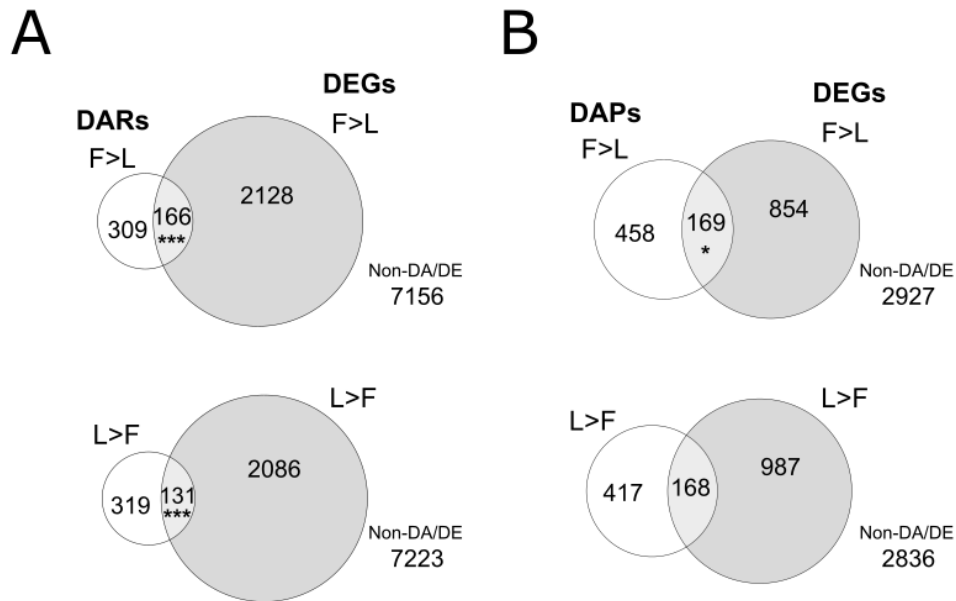 A
DARs
F>L
DEGs
F>L
309
166
***
2128
Non-DA/DE
7156
L>F
L>F
319
131
***
2086
Non-DA/DE
7223
B
DAPs
F>L
DEGs
F>L
458
169
*
854
Non-DA/DE
2927
L>F
L>F
417
168
987
Non-DA/DE
2836